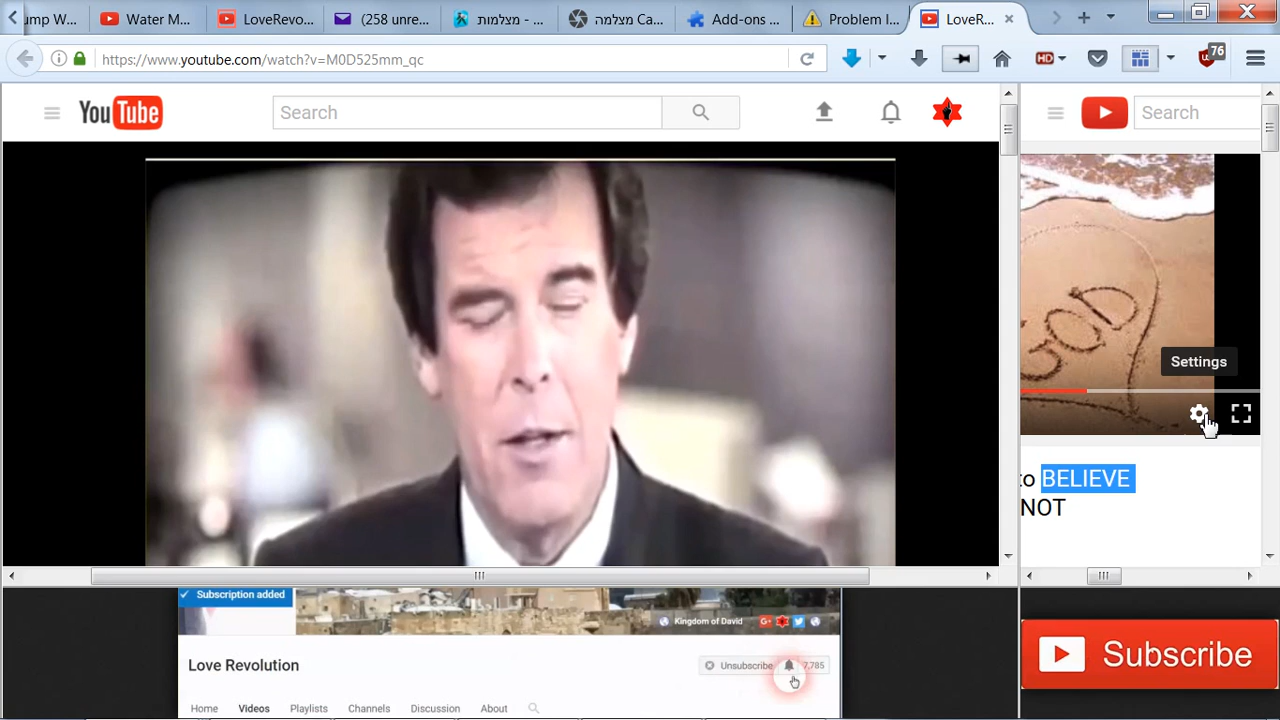 ump W...
Water M...
LoveRevo...
(258 unre...
מצלמות - ...
מצלמה Ca...
Add-ons ...
Problem l...
LoveR...
https://www.youtube.com/watch?v=M0D525mm_qc
HD
76
YouTube
Search
Search
GOD
Settings
to BELIEVE
NOT
Subscription added
Kingdom of David
G+
Love Revolution
Unsubscribe
7,785
Home
Videos
Playlists
Channels
Discussion
About
Subscribe